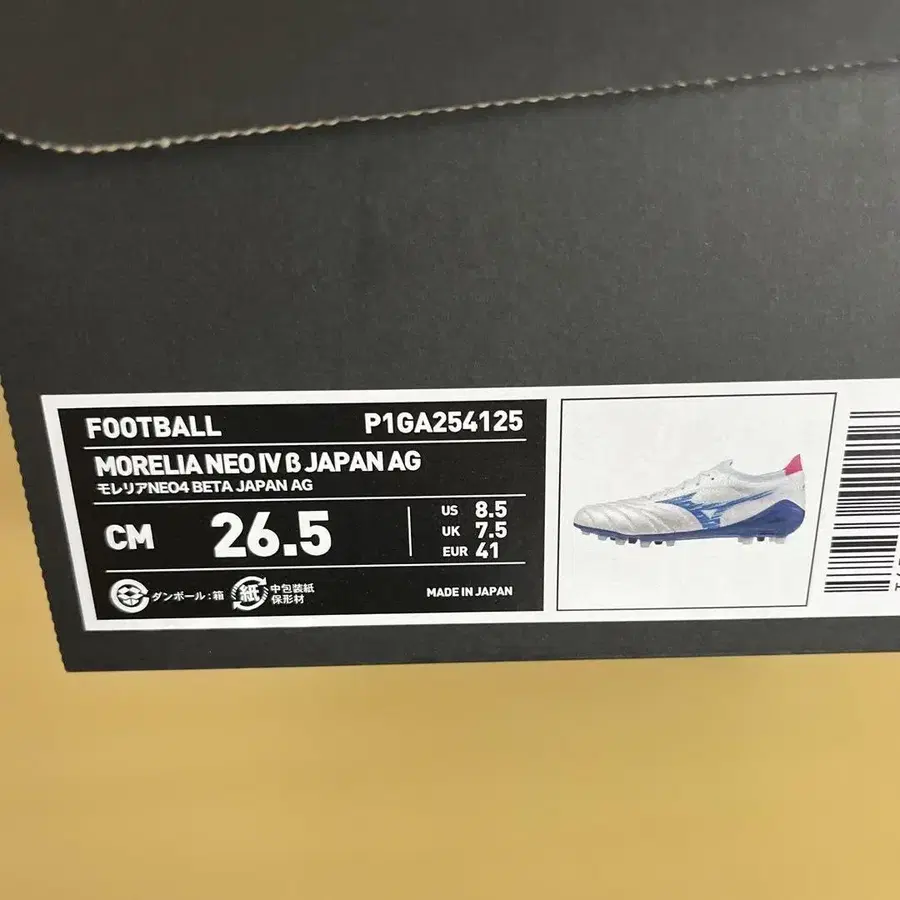 FOOTBALL P1GA254125
MORELIA NEO IV β JAPAN AG
モレリアNEO4 BETA JAPAN AG
CM 26.5
US 8.5
UK 7.5
EUR 41
ダンボール:箱
紙 中包装紙
保形材
MADE IN JAPAN